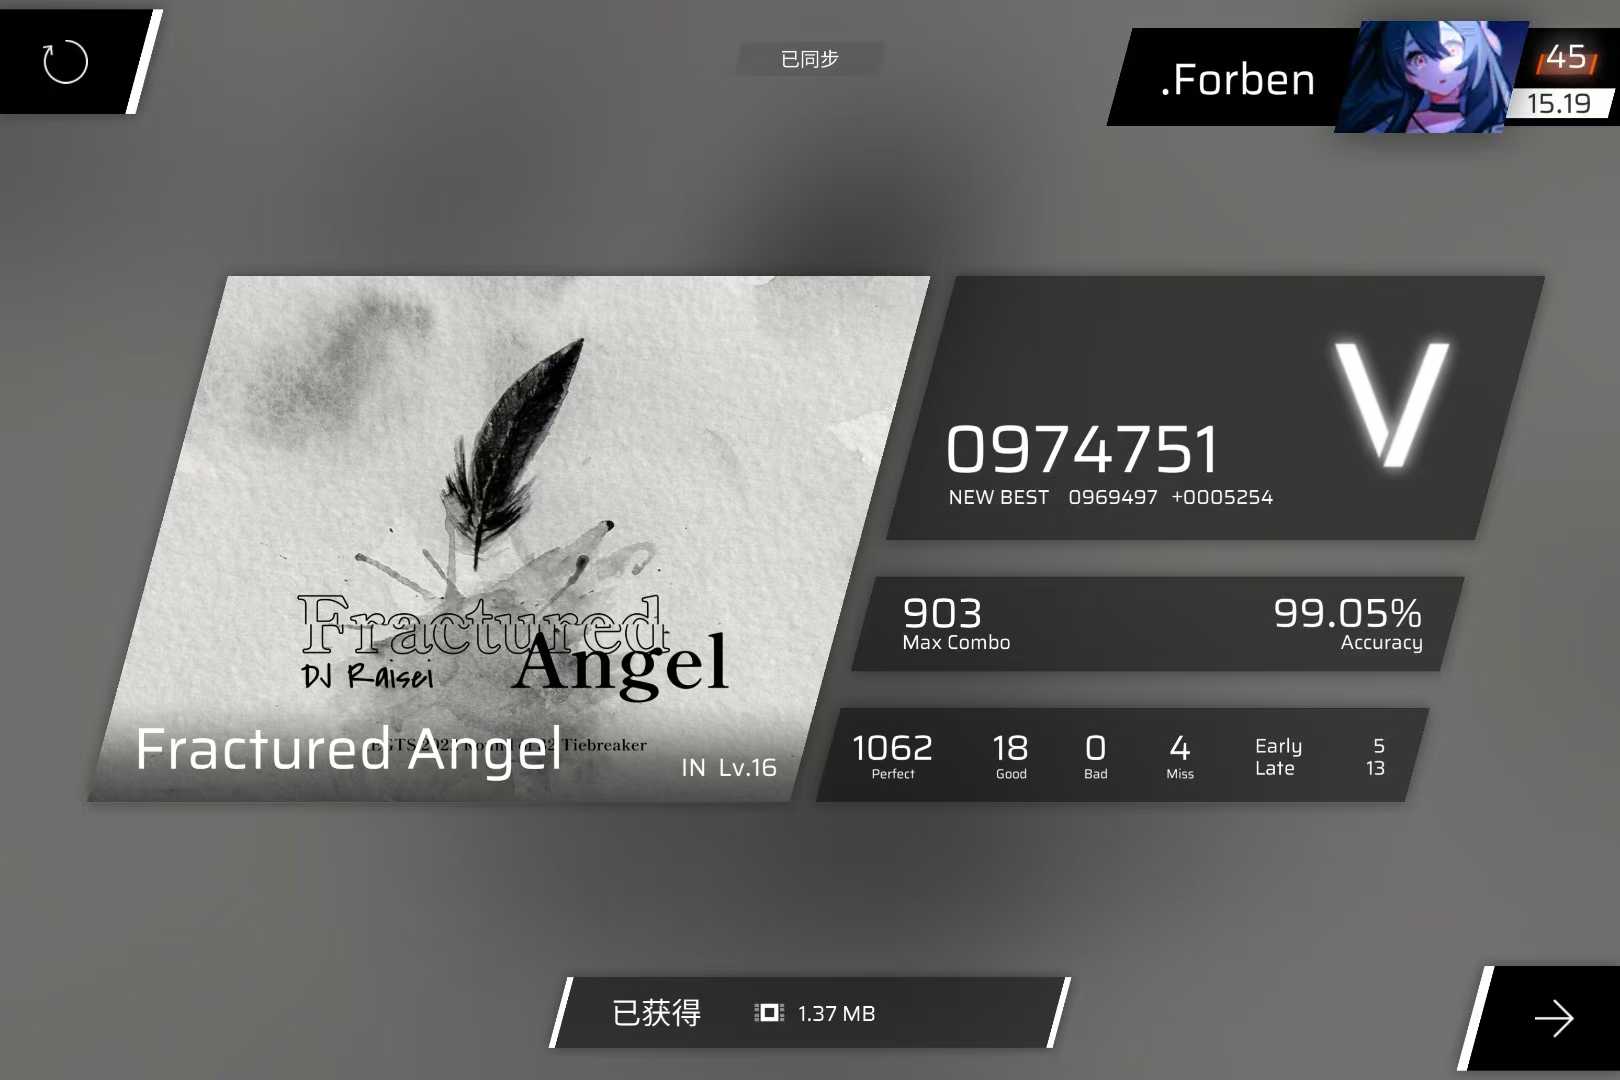 已同步
.Forben
45
15.19
0974751
NEW BEST 0969497 +0005254
Fractured
Angel
DJ Raisei
903
Max Combo
99.05%
Accuracy
Tiebreaker
Fractured Angel
IN Lv.16
1062
Perfect
18
Good
0
Bad
4
Miss
Early 5
Late 13
已获得
1.37 MB